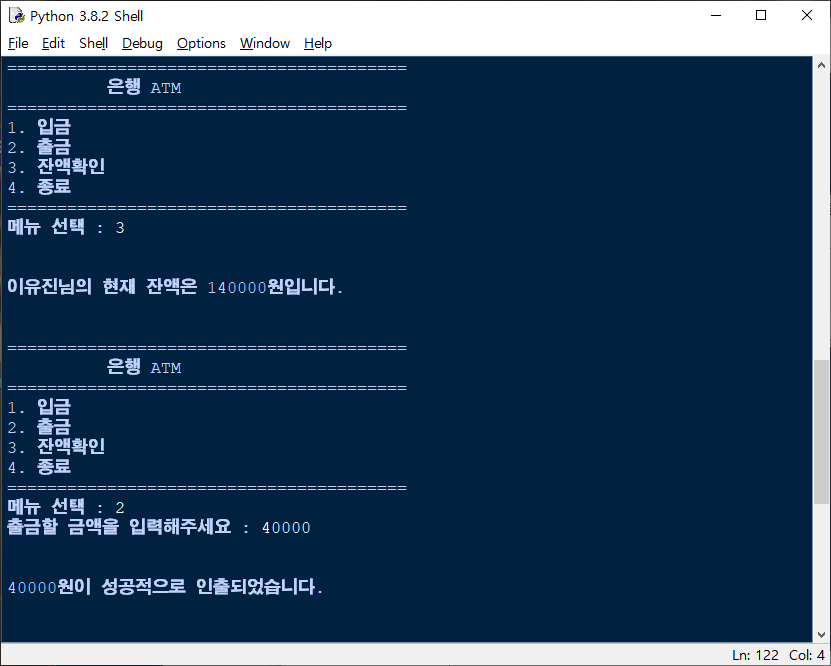 Python 3.8.2 Shell
File Edit Shell Debug Options Window Help
========================================
은행 ATM
========================================
1. 입금
2. 출금
3. 잔액확인
4. 종료
========================================
메뉴 선택 : 3
이유진님의 현재 잔액은 140000원입니다.
========================================
은행 ATM
========================================
1. 입금
2. 출금
3. 잔액확인
4. 종료
========================================
메뉴 선택 : 2
출금할 금액을 입력해주세요 : 40000
40000원이 성공적으로 인출되었습니다.
Ln: 122 Col: 4